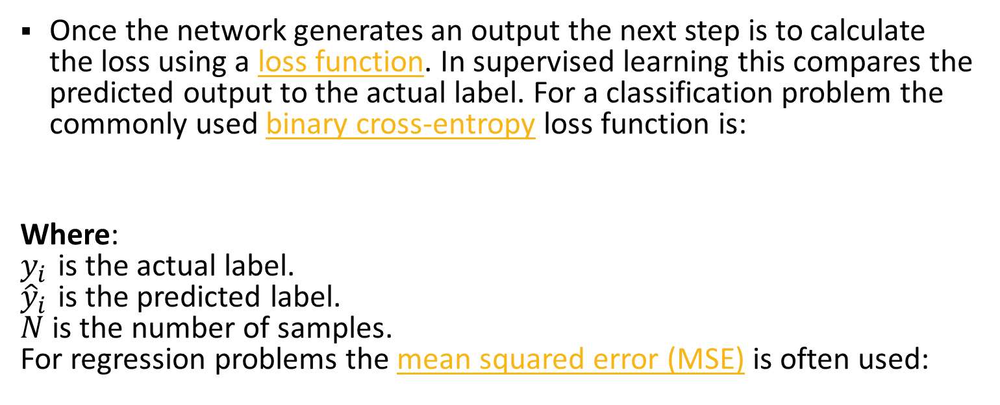 ▪ Once the network generates an output the next step is to calculate
the loss using a loss function. In supervised learning this compares the
predicted output to the actual label. For a classification problem the
commonly used binary cross-entropy loss function is:
Where:
𝑦ᵢ is the actual label.
𝑦̂ᵢ is the predicted label.
𝑁 is the number of samples.
For regression problems the mean squared error (MSE) is often used: